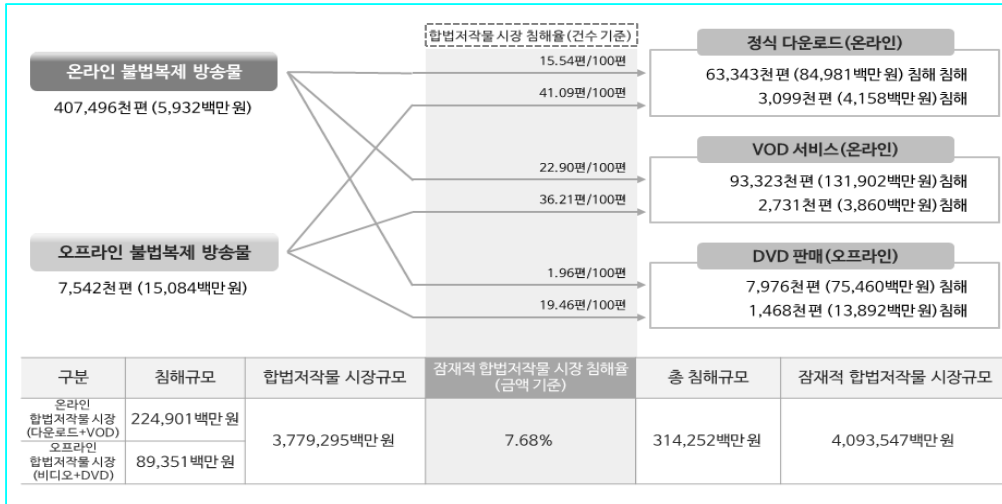 합법저작물 시장 침해율(건수 기준)
온라인 불법복제 방송물
407,496천 편 (5,932백만 원)
오프라인 불법복제 방송물
7,542천 편 (15,084백만 원)
15.54편/100편
41.09편/100편
22.90편/100편
36.21편/100편
1.96편/100편
19.46편/100편
정식 다운로드(온라인)
63,343천 편 (84,981백만 원) 침해 침해
3,099천 편 (4,158백만 원) 침해
VOD 서비스(온라인)
93,323천 편 (131,902백만 원) 침해
2,731천 편 (3,860백만 원) 침해
DVD 판매(오프라인)
7,976천 편 (75,460백만 원) 침해
1,468천 편 (13,892백만 원) 침해
구분 침해규모 합법저작물 시장규모 잠재적 합법저작물 시장 침해율 총 침해규모 잠재적 합법저작물 시장규모
(금액 기준)
온라인
합법저작물 시장
(다운로드+VOD)
224,901백만 원
오프라인
합법저작물 시장
(비디오+DVD)
89,351백만 원
3,779,295백만 원 7.68% 314,252백만 원 4,093,547백만 원